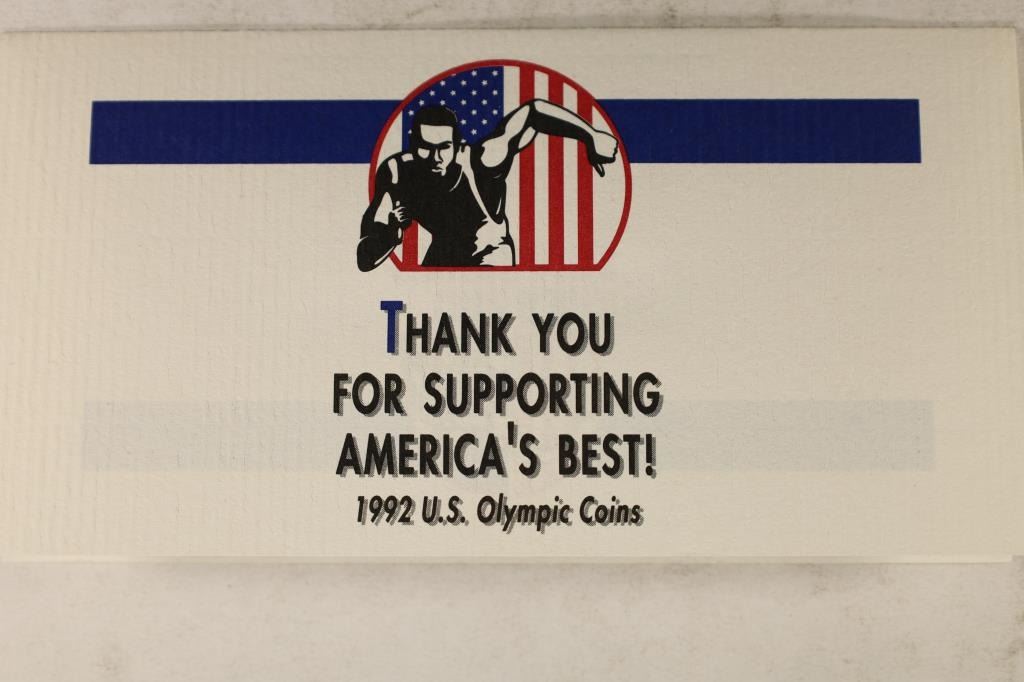 THANK YOU
FOR SUPPORTING
AMERICA'S BEST!
1992 U.S. Olympic Coins